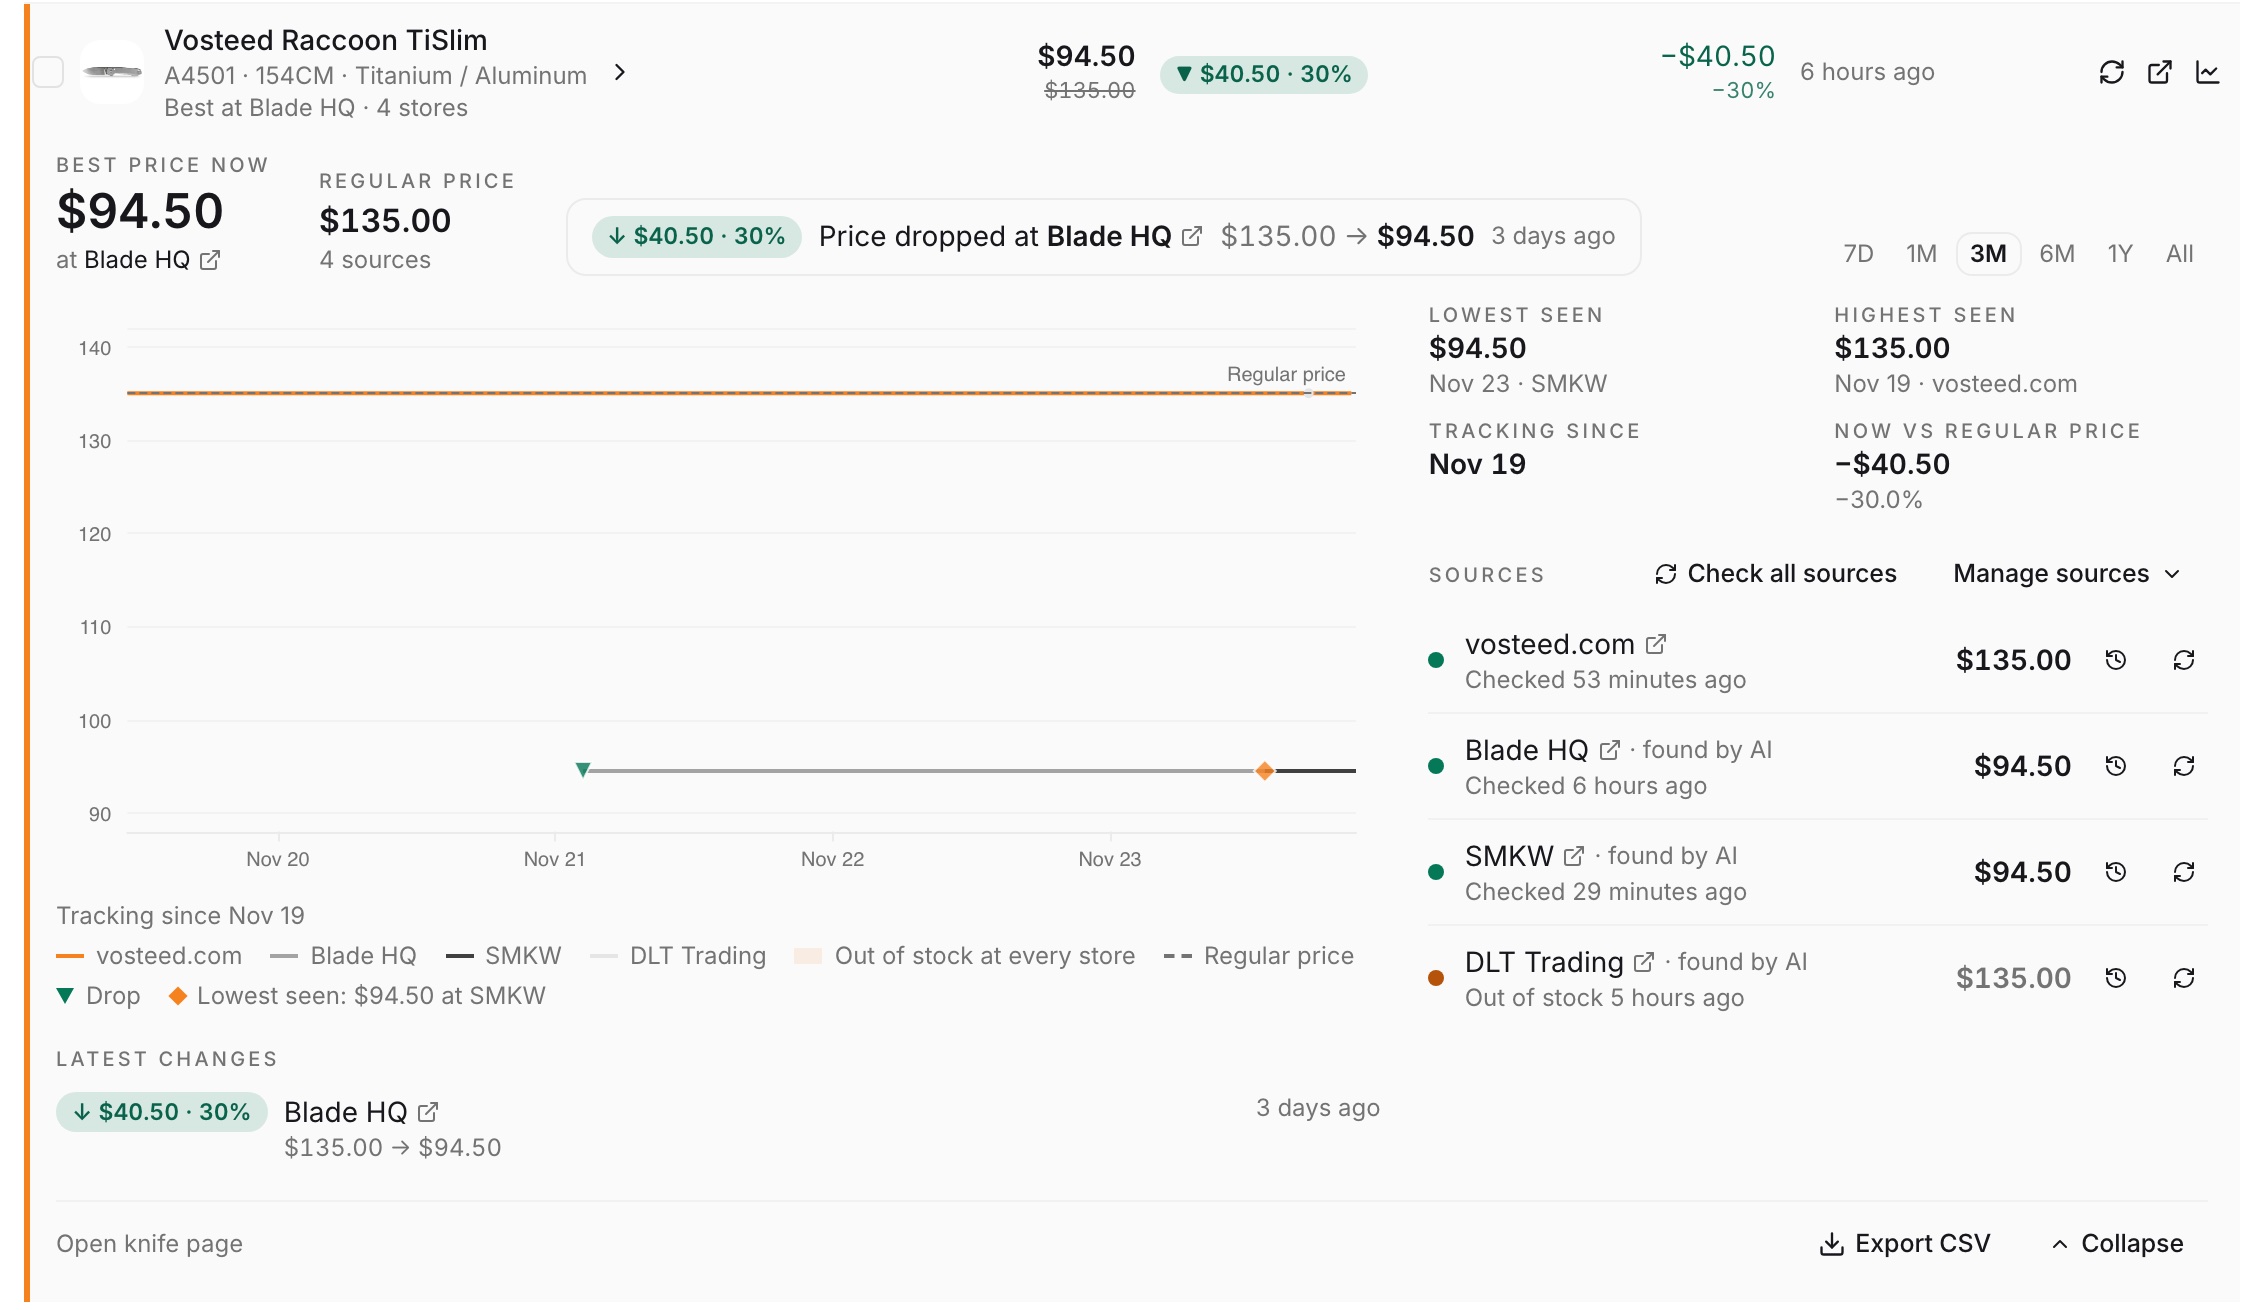 Vosteed Raccoon TiSlim
A4501 · 154CM · Titanium / Aluminum
Best at Blade HQ · 4 stores
$94.50
$135.00
▼ $40.50 · 30%
−$40.50
−30%
6 hours ago
BEST PRICE NOW
$94.50
at Blade HQ
REGULAR PRICE
$135.00
4 sources
↓ $40.50 · 30% Price dropped at Blade HQ $135.00 → $94.50 3 days ago
7D 1M 3M 6M 1Y All
140
Regular price
130
120
110
100
90
Nov 20 Nov 21 Nov 22 Nov 23
Tracking since Nov 19
vosteed.com Blade HQ SMKW DLT Trading Out of stock at every store Regular price
Drop Lowest seen: $94.50 at SMKW
LATEST CHANGES
↓ $40.50 · 30% Blade HQ 3 days ago
$135.00 → $94.50
LOWEST SEEN
$94.50
Nov 23 · SMKW
HIGHEST SEEN
$135.00
Nov 19 · vosteed.com
TRACKING SINCE
Nov 19
NOW VS REGULAR PRICE
−$40.50
−30.0%
SOURCES Check all sources Manage sources
vosteed.com
Checked 53 minutes ago
$135.00
Blade HQ · found by AI
Checked 6 hours ago
$94.50
SMKW · found by AI
Checked 29 minutes ago
$94.50
DLT Trading · found by AI
Out of stock 5 hours ago
$135.00
Open knife page
Export CSV Collapse